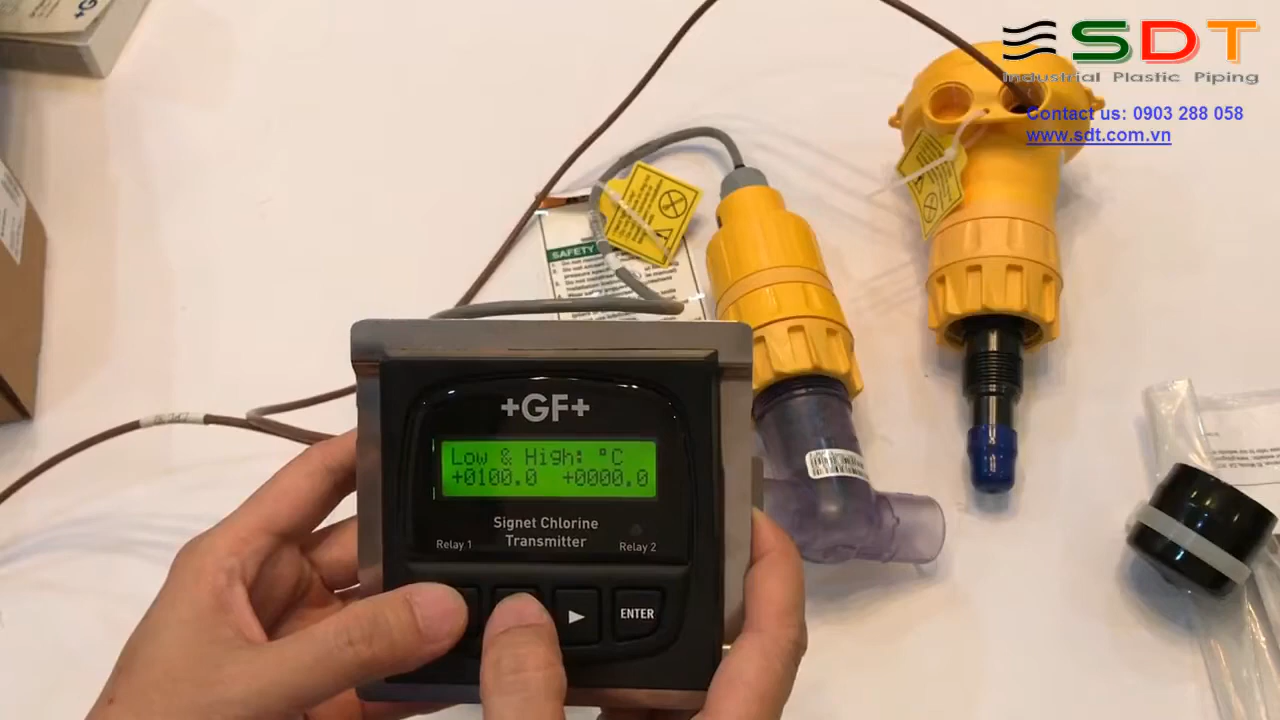 SDT
Industrial Plastic Piping
Contact us: 0903 288 058
www.sdt.com.vn
SAFETY
+GF+
Low & High: °C
+0100.0 +0000.0
Signet Chlorine
Transmitter
Relay 1
Relay 2
ENTER